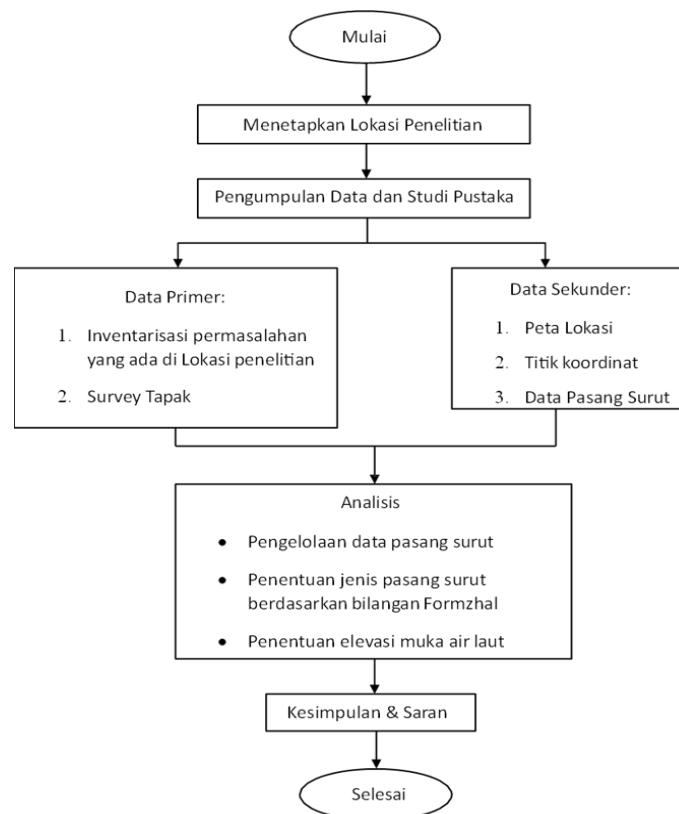 Mulai
Menetapkan Lokasi Penelitian
Pengumpulan Data dan Studi Pustaka
Data Primer:
1. Inventarisasi permasalahan
yang ada di Lokasi penelitian
2. Survey Tapak
Data Sekunder:
1. Peta Lokasi
2. Titik koordinat
3. Data Pasang Surut
Analisis
• Pengelolaan data pasang surut
• Penentuan jenis pasang surut
berdasarkan bilangan Formzhal
• Penentuan elevasi muka air laut
Kesimpulan & Saran
Selesai